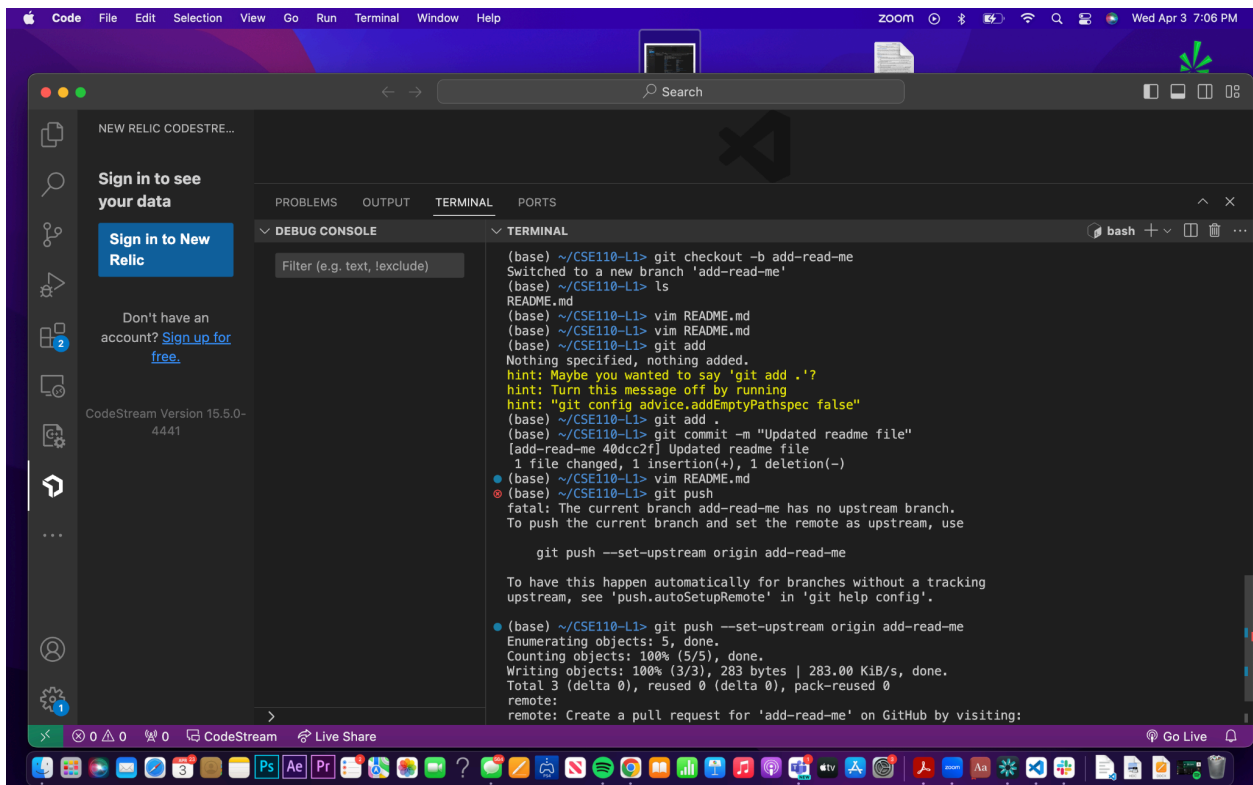 Code File Edit Selection View Go Run Terminal Window Help zoom Wed Apr 3 7:06 PM
Search
NEW RELIC CODESTRE...
Sign in to see
your data
Sign in to New
Relic
Don't have an
account? Sign up for
free.
CodeStream Version 15.5.0-
4441
2
1
PROBLEMS OUTPUT TERMINAL PORTS
DEBUG CONSOLE
Filter (e.g. text, !exclude)
>
TERMINAL bash
(base) ~/CSE110-L1> git checkout -b add-read-me
Switched to a new branch 'add-read-me'
(base) ~/CSE110-L1> ls
README.md
(base) ~/CSE110-L1> vim README.md
(base) ~/CSE110-L1> vim README.md
(base) ~/CSE110-L1> git add
Nothing specified, nothing added.
hint: Maybe you wanted to say 'git add .'?
hint: Turn this message off by running
hint: "git config advice.addEmptyPathspec false"
(base) ~/CSE110-L1> git add .
(base) ~/CSE110-L1> git commit -m "Updated readme file"
[add-read-me 40dcc2f] Updated readme file
1 file changed, 1 insertion(+), 1 deletion(-)
(base) ~/CSE110-L1> vim README.md
(base) ~/CSE110-L1> git push
fatal: The current branch add-read-me has no upstream branch.
To push the current branch and set the remote as upstream, use
git push --set-upstream origin add-read-me
To have this happen automatically for branches without a tracking
upstream, see 'push.autoSetupRemote' in 'git help config'.
(base) ~/CSE110-L1> git push --set-upstream origin add-read-me
Enumerating objects: 5, done.
Counting objects: 100% (5/5), done.
Writing objects: 100% (3/3), 283 bytes | 283.00 KiB/s, done.
Total 3 (delta 0), reused 0 (delta 0), pack-reused 0
remote:
remote: Create a pull request for 'add-read-me' on GitHub by visiting:
0 0 0 CodeStream Live Share Go Live
3 Ps Ae Pr tv zoom Aa